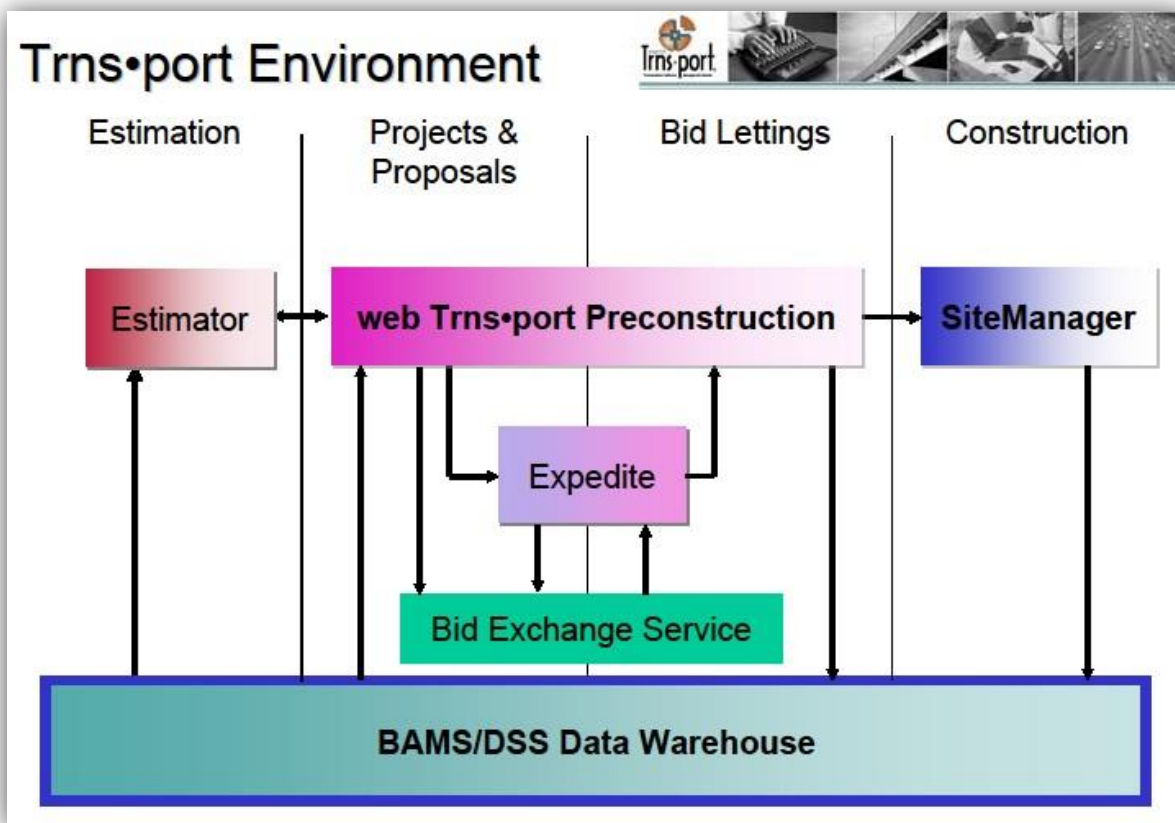 Trns•port Environment
Trns•port
Estimation
Projects &
Proposals
Bid Lettings
Construction
Estimator
web Trns•port Preconstruction
SiteManager
Expedite
Bid Exchange Service
BAMS/DSS Data Warehouse